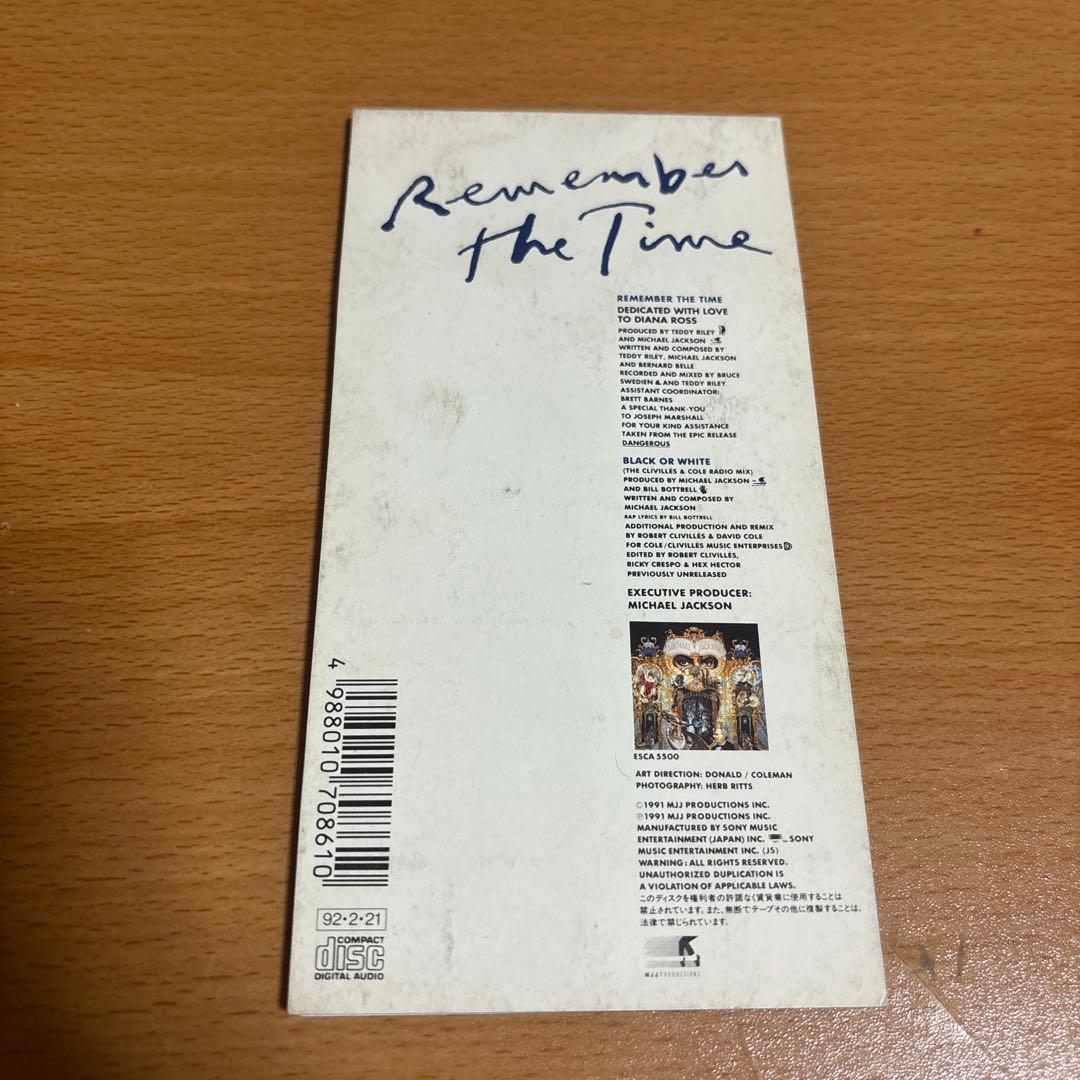 Remember
the Time
REMEMBER THE TIME
DEDICATED WITH LOVE
TO DIANA ROSS
PRODUCED BY TEDDY RILEY
AND MICHAEL JACKSON
WRITTEN AND COMPOSED BY
TEDDY RILEY, MICHAEL JACKSON
AND BERNARD BELLE
RECORDED AND MIXED BY BRUCE
SWEDIEN & AND TEDDY RILEY
ASSISTANT COORDINATOR:
BRETT BARNES
A SPECIAL THANK-YOU
TO JOSEPH MARSHALL
FOR YOUR KIND ASSISTANCE
TAKEN FROM THE EPIC RELEASE
DANGEROUS
BLACK OR WHITE
(THE CLIVILLÉS & COLE RADIO MIX)
PRODUCED BY MICHAEL JACKSON
AND BILL BOTTRELL
WRITTEN AND COMPOSED BY
MICHAEL JACKSON
RAP LYRICS BY BILL BOTTRELL
ADDITIONAL PRODUCTION AND REMIX
BY ROBERT CLIVILLÉS & DAVID COLE
FOR COLE/CLIVILLÉS MUSIC ENTERPRISES
EDITED BY ROBERT CLIVILLÉS,
RICKY CRESPO & HEX HECTOR
PREVIOUSLY UNRELEASED
EXECUTIVE PRODUCER:
MICHAEL JACKSON
MICHAEL JACKSON
ESCA 5500
ART DIRECTION: DONALD / COLEMAN
PHOTOGRAPHY: HERB RITTS
©1991 MJJ PRODUCTIONS INC.
℗1991 MJJ PRODUCTIONS INC.
MANUFACTURED BY SONY MUSIC
ENTERTAINMENT (JAPAN) INC. SONY
MUSIC ENTERTAINMENT INC. (JS)
WARNING: ALL RIGHTS RESERVED.
UNAUTHORIZED DUPLICATION IS
A VIOLATION OF APPLICABLE LAWS.
このディスクを権利者の許諾なく賃貸業に使用することは
禁止されています。また、無断でテープその他に複製することは、
法律で禁じられています。
MJJ PRODUCTIONS
4 988010 708610
92・2・21
COMPACT
disc
DIGITAL AUDIO